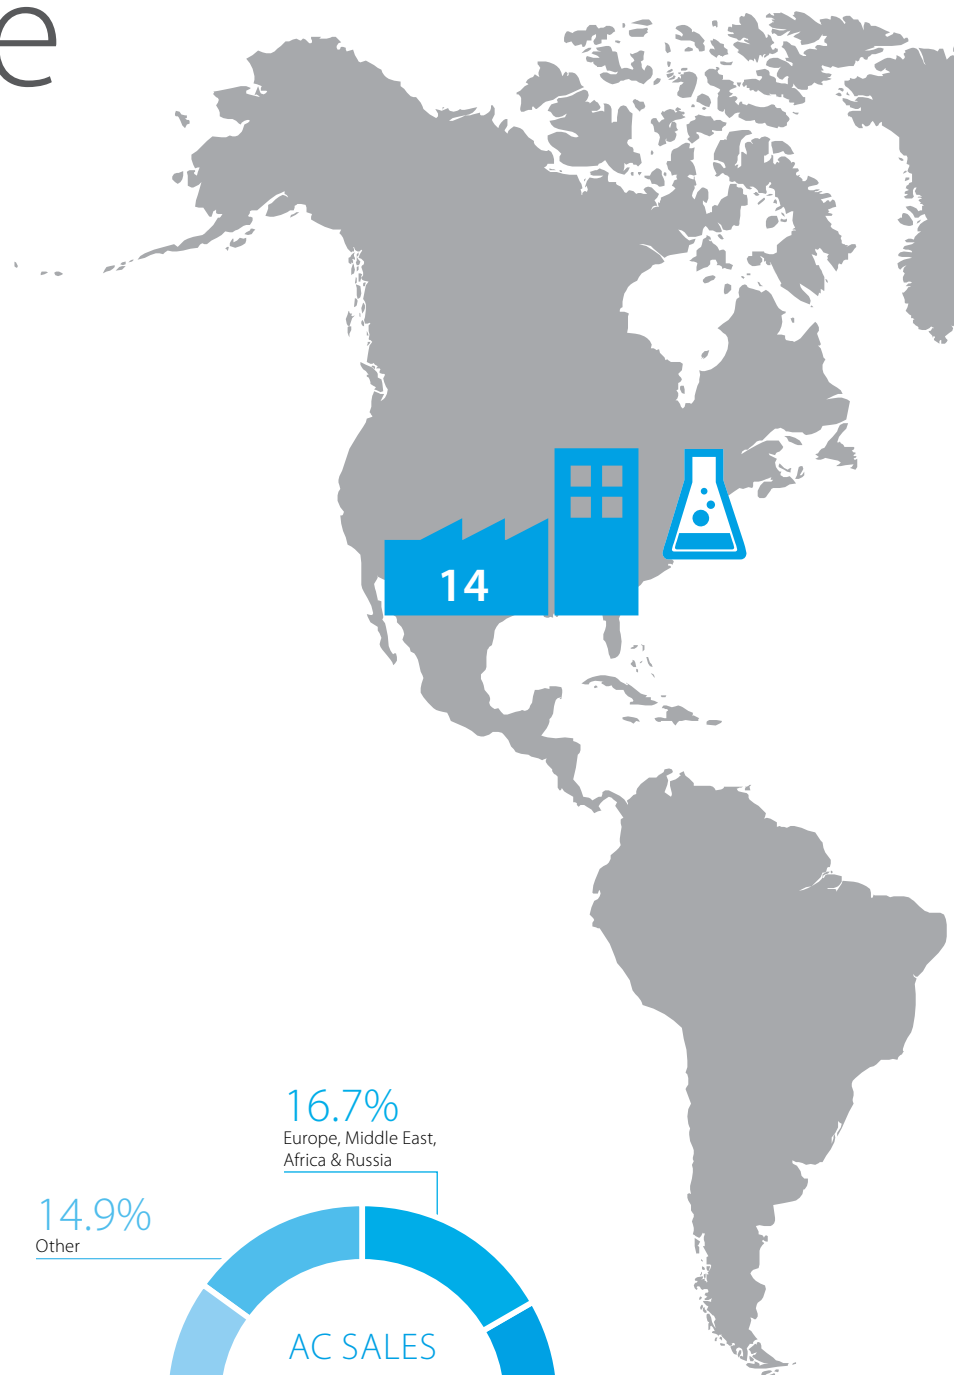 e
14
16.7%
Europe, Middle East,
Africa & Russia
14.9%
Other
AC SALES